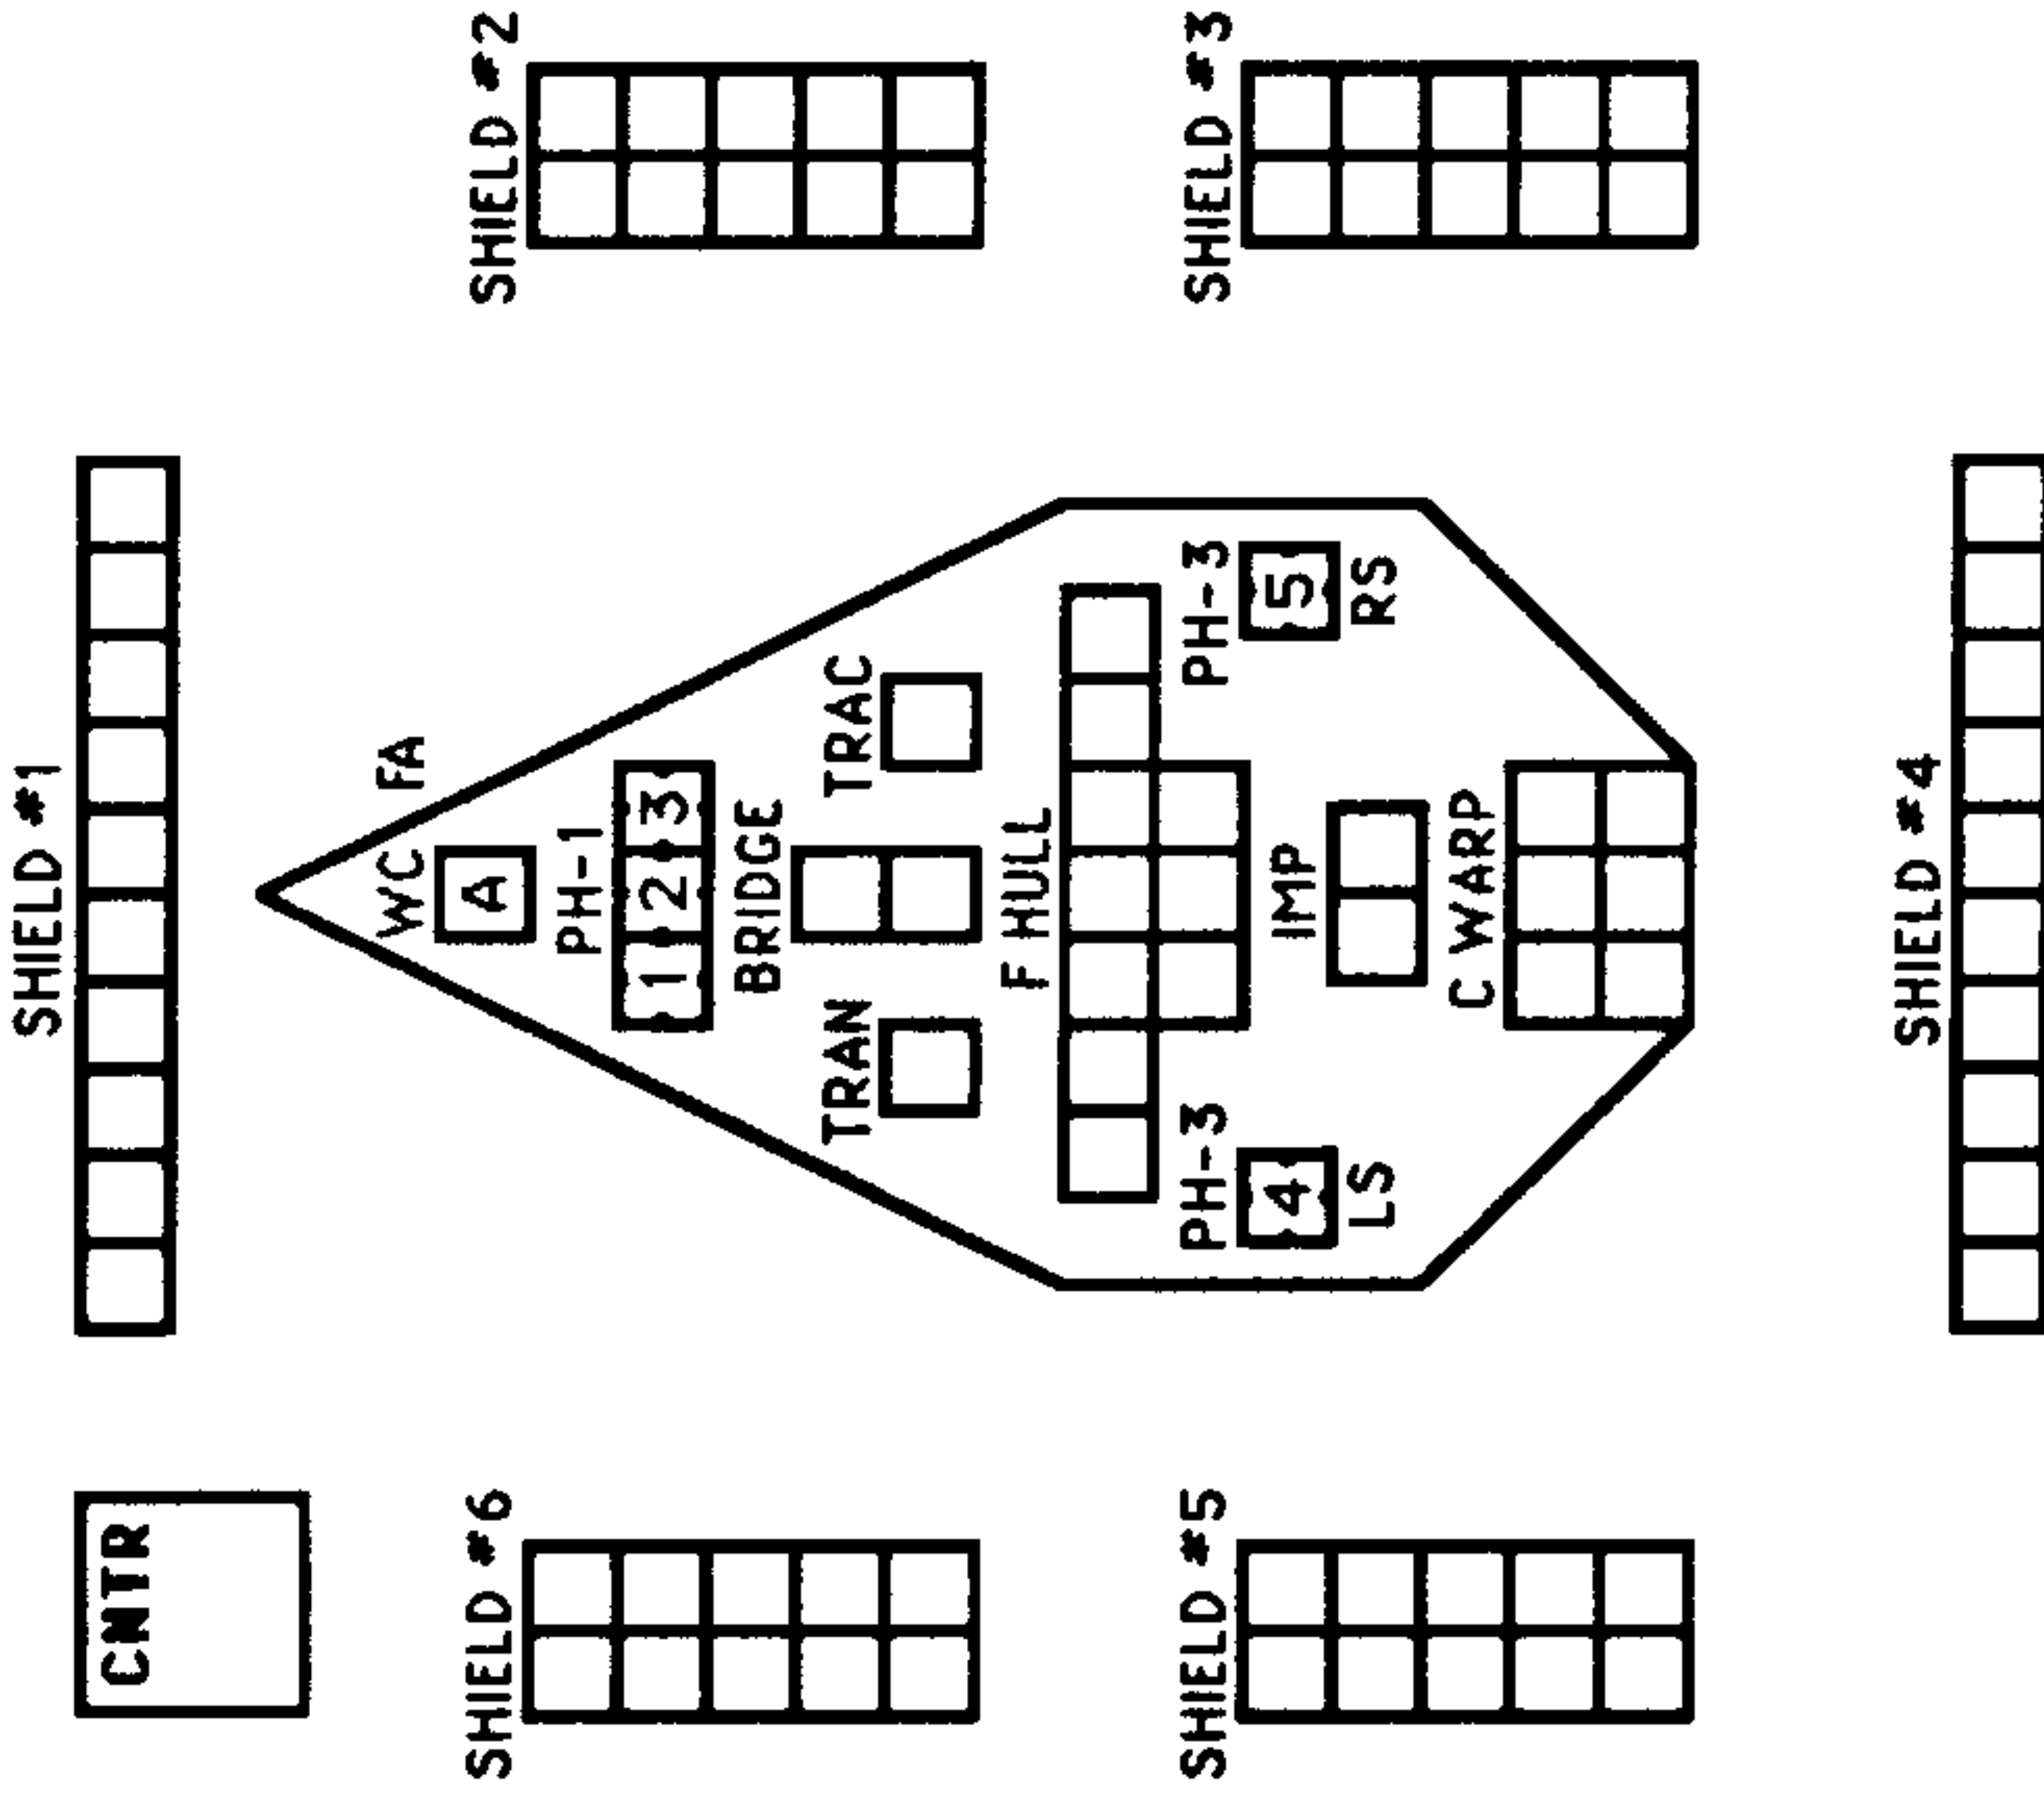 SHIELD #1
CNTR
FA
WC
A
PH-1
1 2 3
SHIELD #6
SHIELD #2
BRIDGE
TRAN
TRAC
F HULL
PH-3
PH-3
4
5
LS
RS
IMP
C WARP
SHIELD #5
SHIELD #3
SHIELD #4